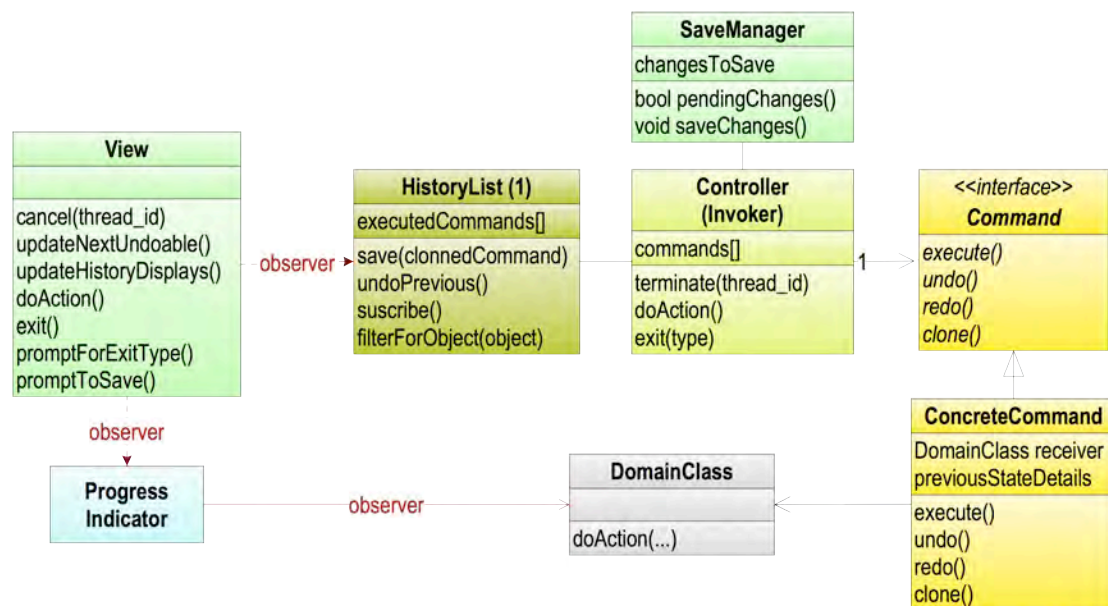 SaveManager
changesToSave
bool pendingChanges()
void saveChanges()
View
cancel(thread_id)
updateNextUndoable()
updateHistoryDisplays()
doAction()
exit()
promptForExitType()
promptToSave()
observer
HistoryList (1)
executedCommands[]
save(clonnedCommand)
undoPrevious()
suscribe()
filterForObject(object)
Controller
(Invoker)
commands[]
terminate(thread_id)
doAction()
exit(type)
1
<<interface>>
Command
execute()
undo()
redo()
clone()
observer
Progress
Indicator
observer
DomainClass
doAction(...)
ConcreteCommand
DomainClass receiver
previousStateDetails
execute()
undo()
redo()
clone()